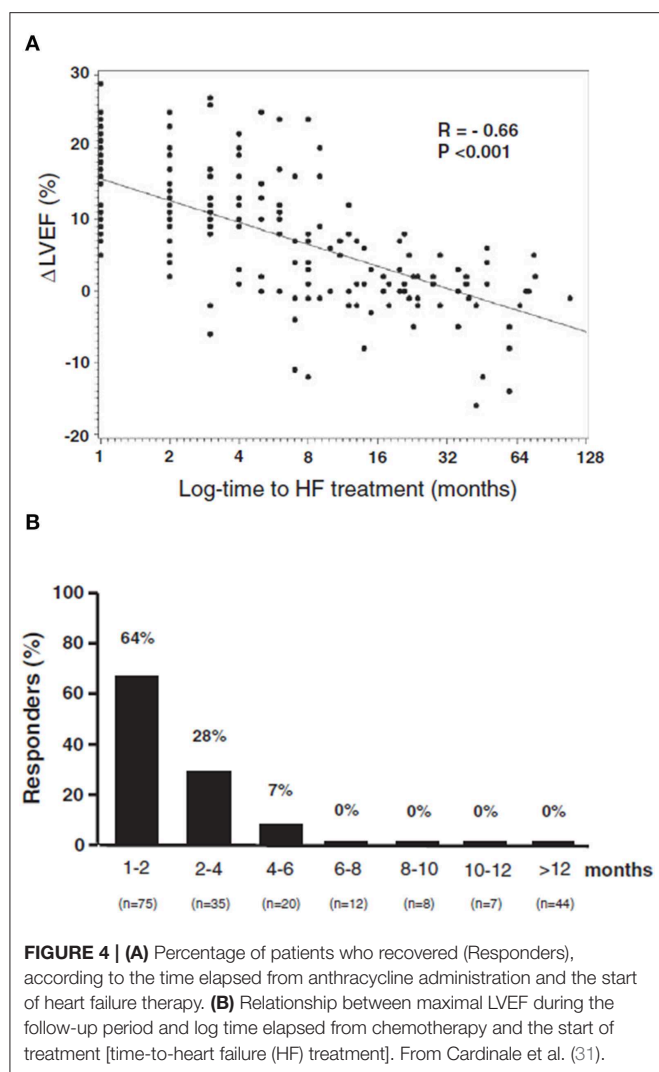 A
R = - 0.66
P <0.001
Δ LVEF (%)
30
20
10
0
-10
-20
1 2 4 8 16 32 64 128
Log-time to HF treatment (months)
B
Responders (%)
100
80
60
40
20
0
64%
28%
7%
0%
0%
0%
0%
1-2 2-4 4-6 6-8 8-10 10-12 >12 months
(n=75) (n=35) (n=20) (n=12) (n=8) (n=7) (n=44)
FIGURE 4 | (A) Percentage of patients who recovered (Responders),
according to the time elapsed from anthracycline administration and the start
of heart failure therapy. (B) Relationship between maximal LVEF during the
follow-up period and log time elapsed from chemotherapy and the start of
treatment [time-to-heart failure (HF) treatment]. From Cardinale et al. (31).